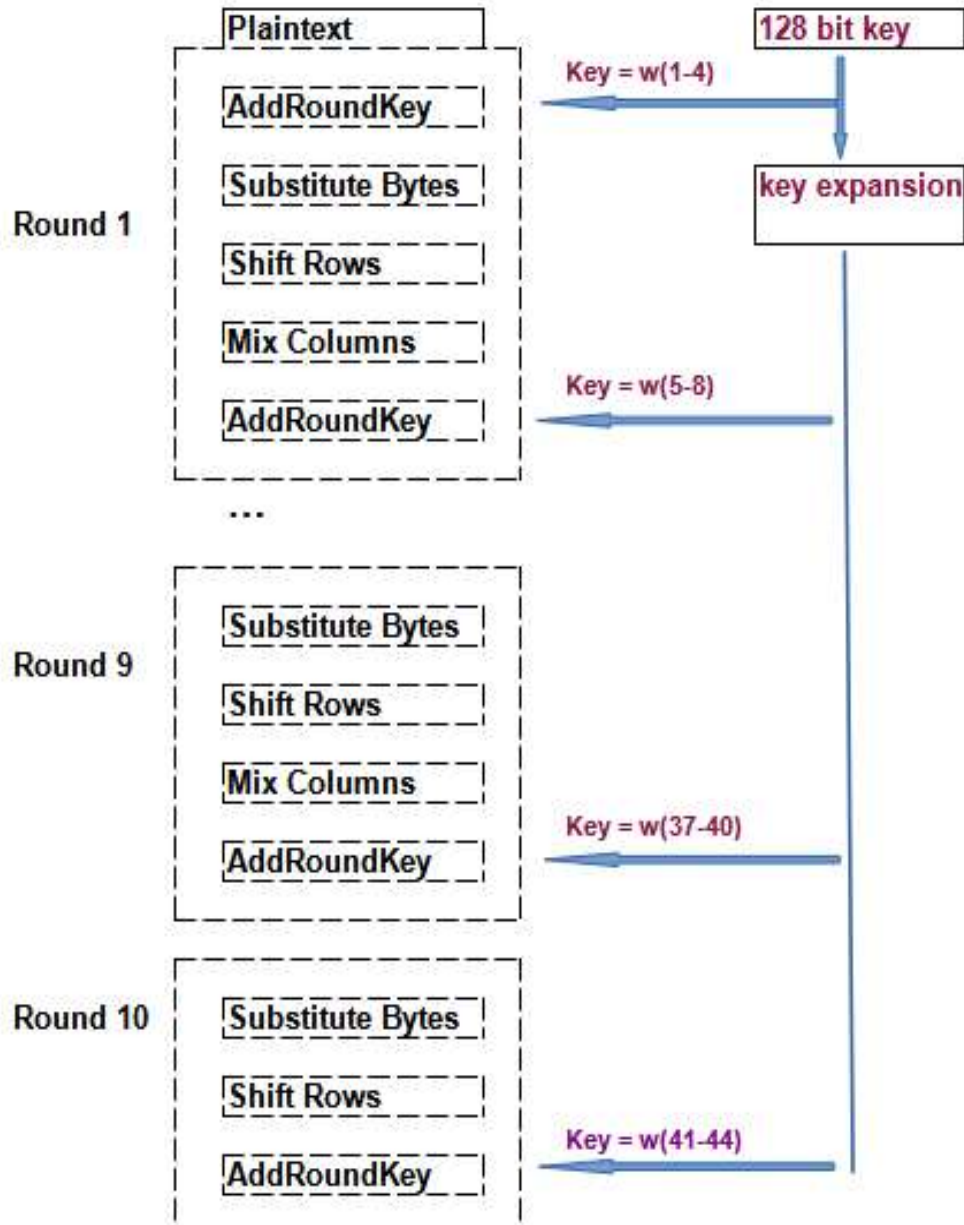 Plaintext
128 bit key
Key = w(1-4)
AddRoundKey
Substitute Bytes
key expansion
Round 1
Shift Rows
Mix Columns
Key = w(5-8)
AddRoundKey
...
Substitute Bytes
Round 9
Shift Rows
Mix Columns
Key = w(37-40)
AddRoundKey
Round 10
Substitute Bytes
Shift Rows
Key = w(41-44)
AddRoundKey